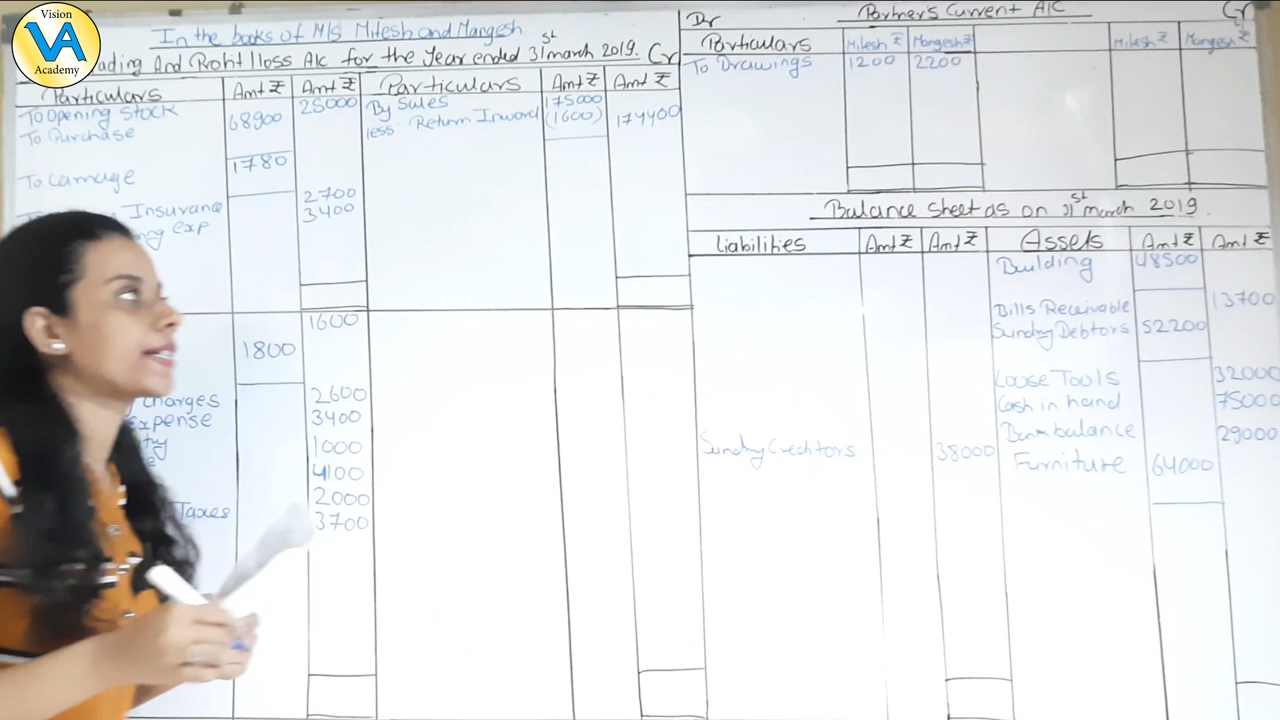 Vision
VA
Academy
In the books of M/S Mitesh and Mangesh
ading And Profit loss A/c for the Year ended 31st march 2019. Cr
Particulars Amt ₹ Amt ₹ Particulars Amt ₹ Amt ₹
To Opening Stock 25000 By Sales 175000
To Purchase 68900 less Return Inword (1600) 174400
1780
To Carriage
Insurance 2700
ng exp 3400
1600
1800
charges 2600
Expense 3400
1000
4100
2000
Taxes 3700
Partners Current A/C
Dr Cr
Particulars Mitesh ₹ Mangesh ₹ Mitesh ₹ Mangesh ₹
To Drawings 1200 2200
Balance Sheet as on 31st march 2019.
Liabilities Amt ₹ Amt ₹ Assets Amt ₹ Amt ₹
Building 48500
Bills Receivable 13700
Sundry Debtors 52200
Loose Tools 32000
Cash in hand 75000
Bank balance 29000
Sundry Creditors 38000 Furniture 64000